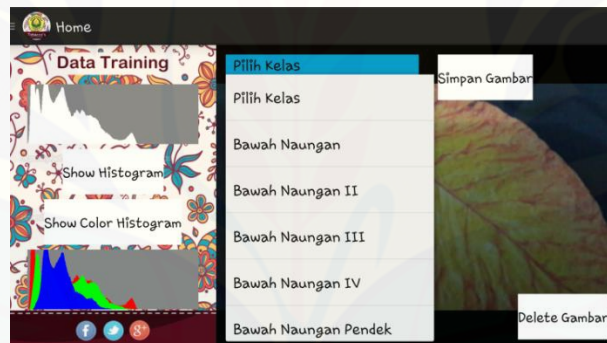 Home
Data Training
Show Histogram
Show Color Histogram
Pilih Kelas
Pilih Kelas
Bawah Naungan
Bawah Naungan II
Bawah Naungan III
Bawah Naungan IV
Bawah Naungan Pendek
Simpan Gambar
Delete Gambar